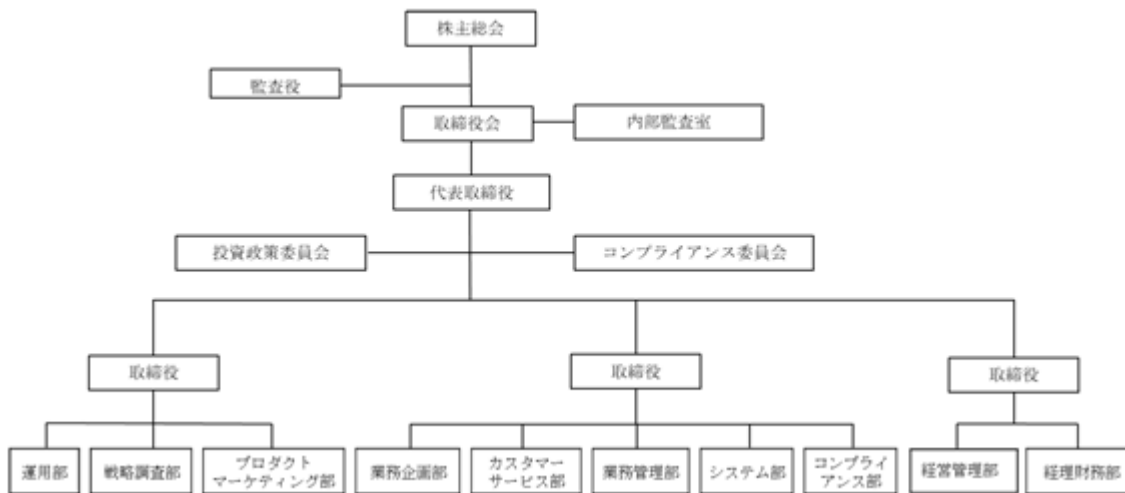 株主総会
監査役
取締役会
内部監査室
代表取締役
投資政策委員会
コンプライアンス委員会
取締役
取締役
取締役
運用部
戦略調査部
プロダクト
マーケティング部
業務企画部
カスタマー
サービス部
業務管理部
システム部
コンプライ
アンス部
経営管理部
経理財務部